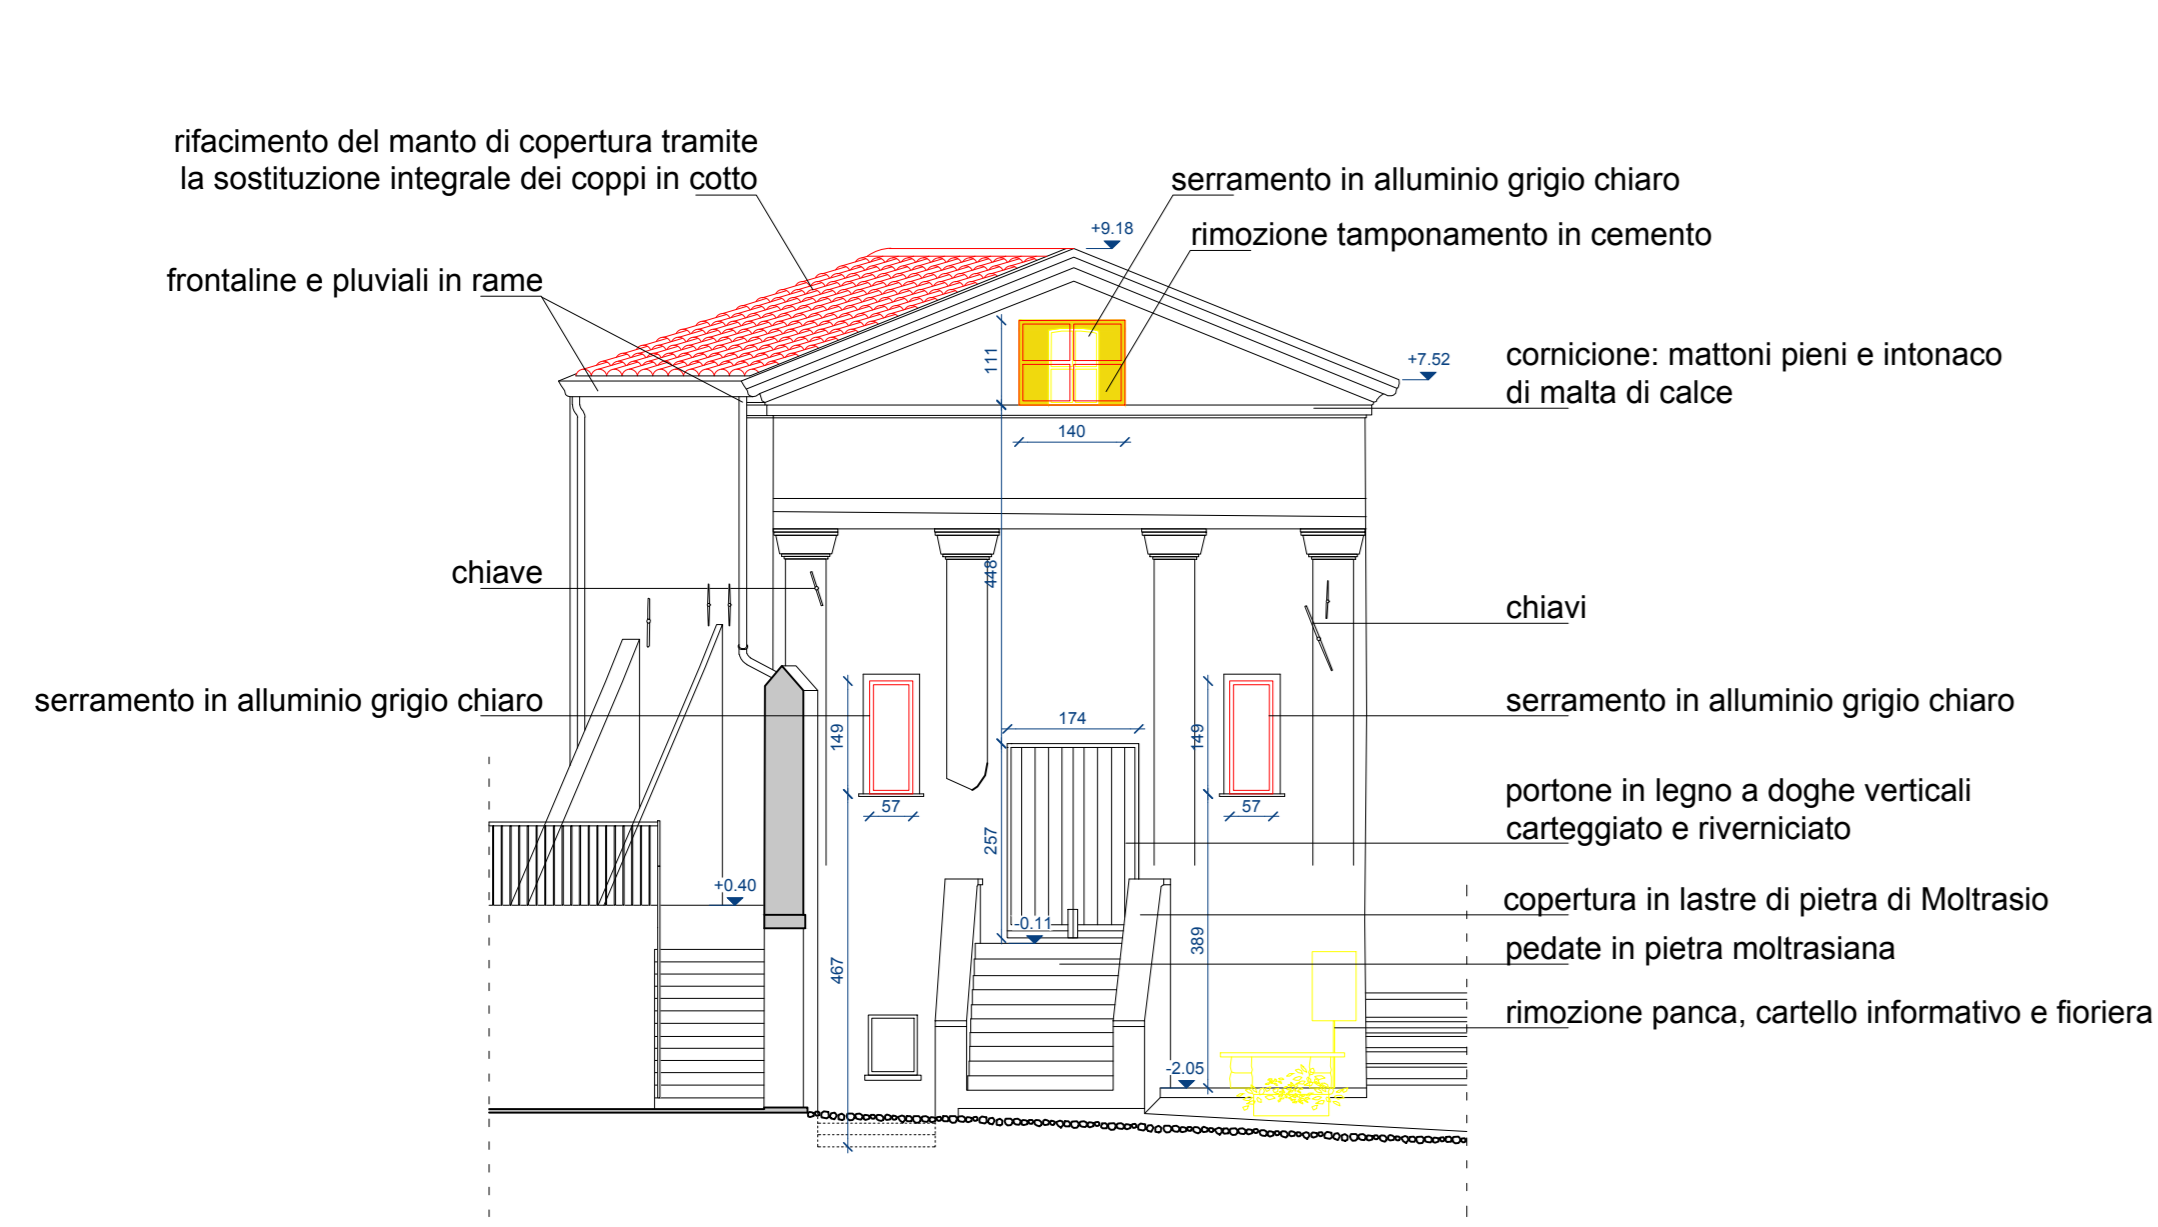 rifacimento del manto di copertura tramite
la sostituzione integrale dei coppi in cotto
serramento in alluminio grigio chiaro
+9.18
rimozione tamponamento in cemento
frontaline e pluviali in rame
111
+7.52
cornicione: mattoni pieni e intonaco
di malta di calce
140
chiave
448
chiavi
serramento in alluminio grigio chiaro
149
174
149
serramento in alluminio grigio chiaro
57
57
257
portone in legno a doghe verticali
carteggiato e riverniciato
+0.40
-0.11
copertura in lastre di pietra di Moltrasio
389
pedate in pietra moltrasiana
467
rimozione panca, cartello informativo e fioriera
-2.05